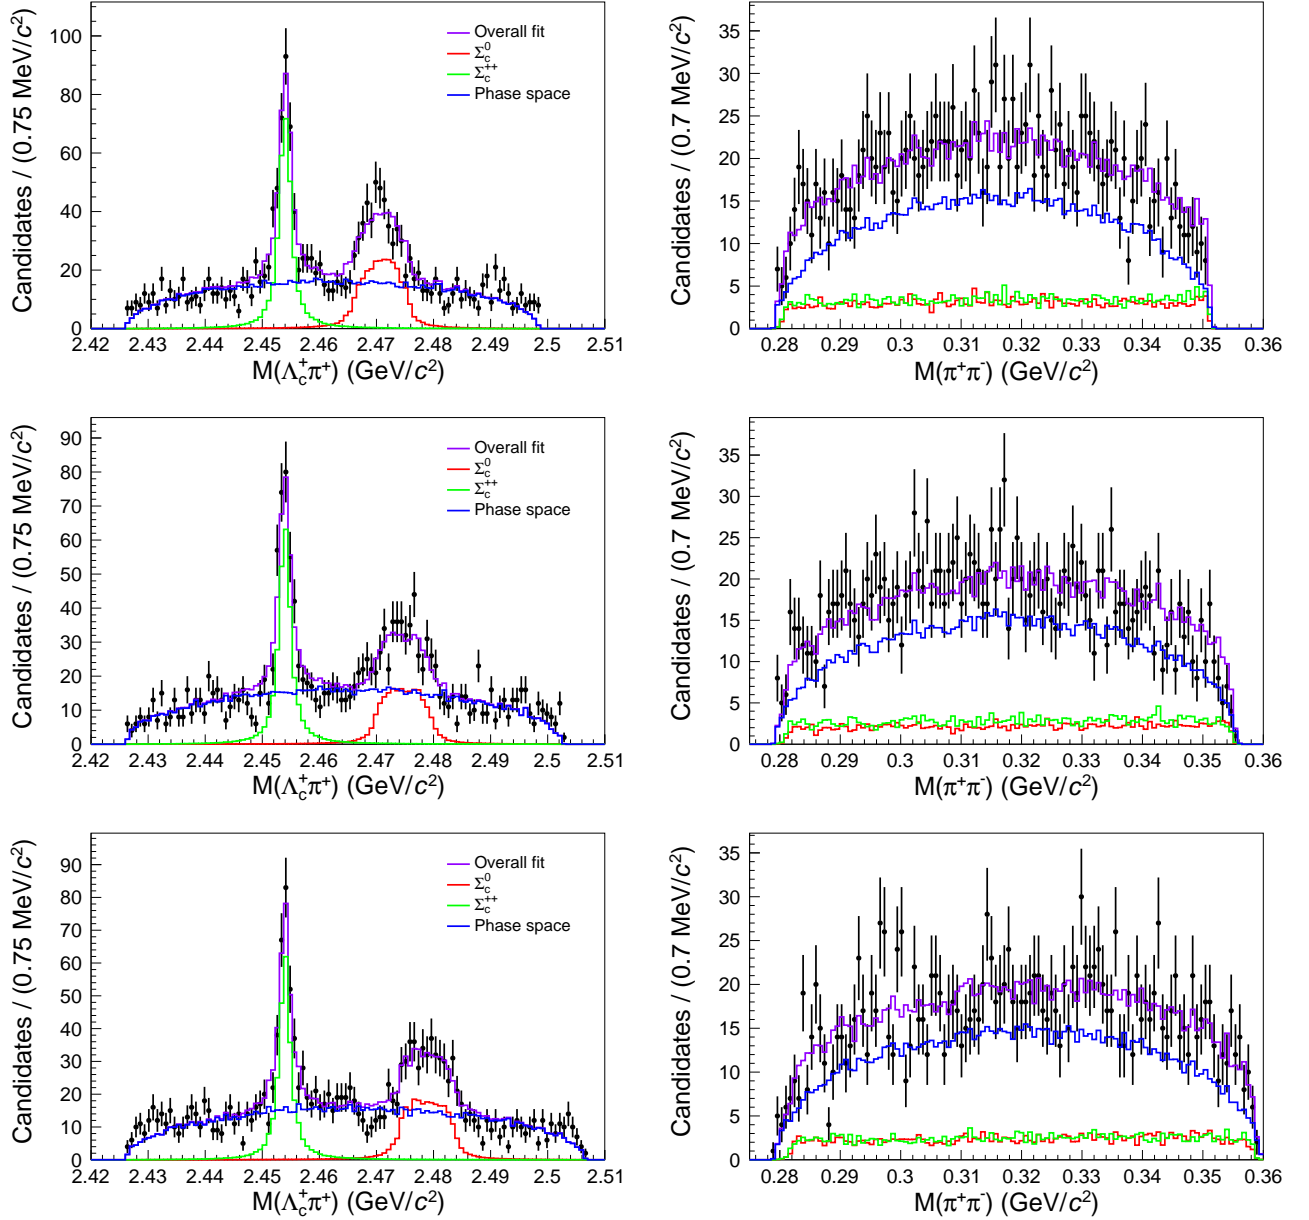 Candidates / (0.75 MeV/c²)
100
80
60
40
20
0
Overall fit
Σc⁰
Σc⁺⁺
Phase space
2.42 2.43 2.44 2.45 2.46 2.47 2.48 2.49 2.5 2.51
M(Λc⁺π⁺) (GeV/c²)
Candidates / (0.7 MeV/c²)
35
30
25
20
15
10
5
0
0.28 0.29 0.3 0.31 0.32 0.33 0.34 0.35 0.36
M(π⁺π⁻) (GeV/c²)
Candidates / (0.75 MeV/c²)
90
80
70
60
50
40
30
20
10
0
Overall fit
Σc⁰
Σc⁺⁺
Phase space
2.42 2.43 2.44 2.45 2.46 2.47 2.48 2.49 2.5 2.51
M(Λc⁺π⁺) (GeV/c²)
Candidates / (0.7 MeV/c²)
35
30
25
20
15
10
5
0
0.28 0.29 0.3 0.31 0.32 0.33 0.34 0.35 0.36
M(π⁺π⁻) (GeV/c²)
Candidates / (0.75 MeV/c²)
90
80
70
60
50
40
30
20
10
0
Overall fit
Σc⁰
Σc⁺⁺
Phase space
2.42 2.43 2.44 2.45 2.46 2.47 2.48 2.49 2.5 2.51
M(Λc⁺π⁺) (GeV/c²)
Candidates / (0.7 MeV/c²)
35
30
25
20
15
10
5
0
0.28 0.29 0.3 0.31 0.32 0.33 0.34 0.35 0.36
M(π⁺π⁻) (GeV/c²)